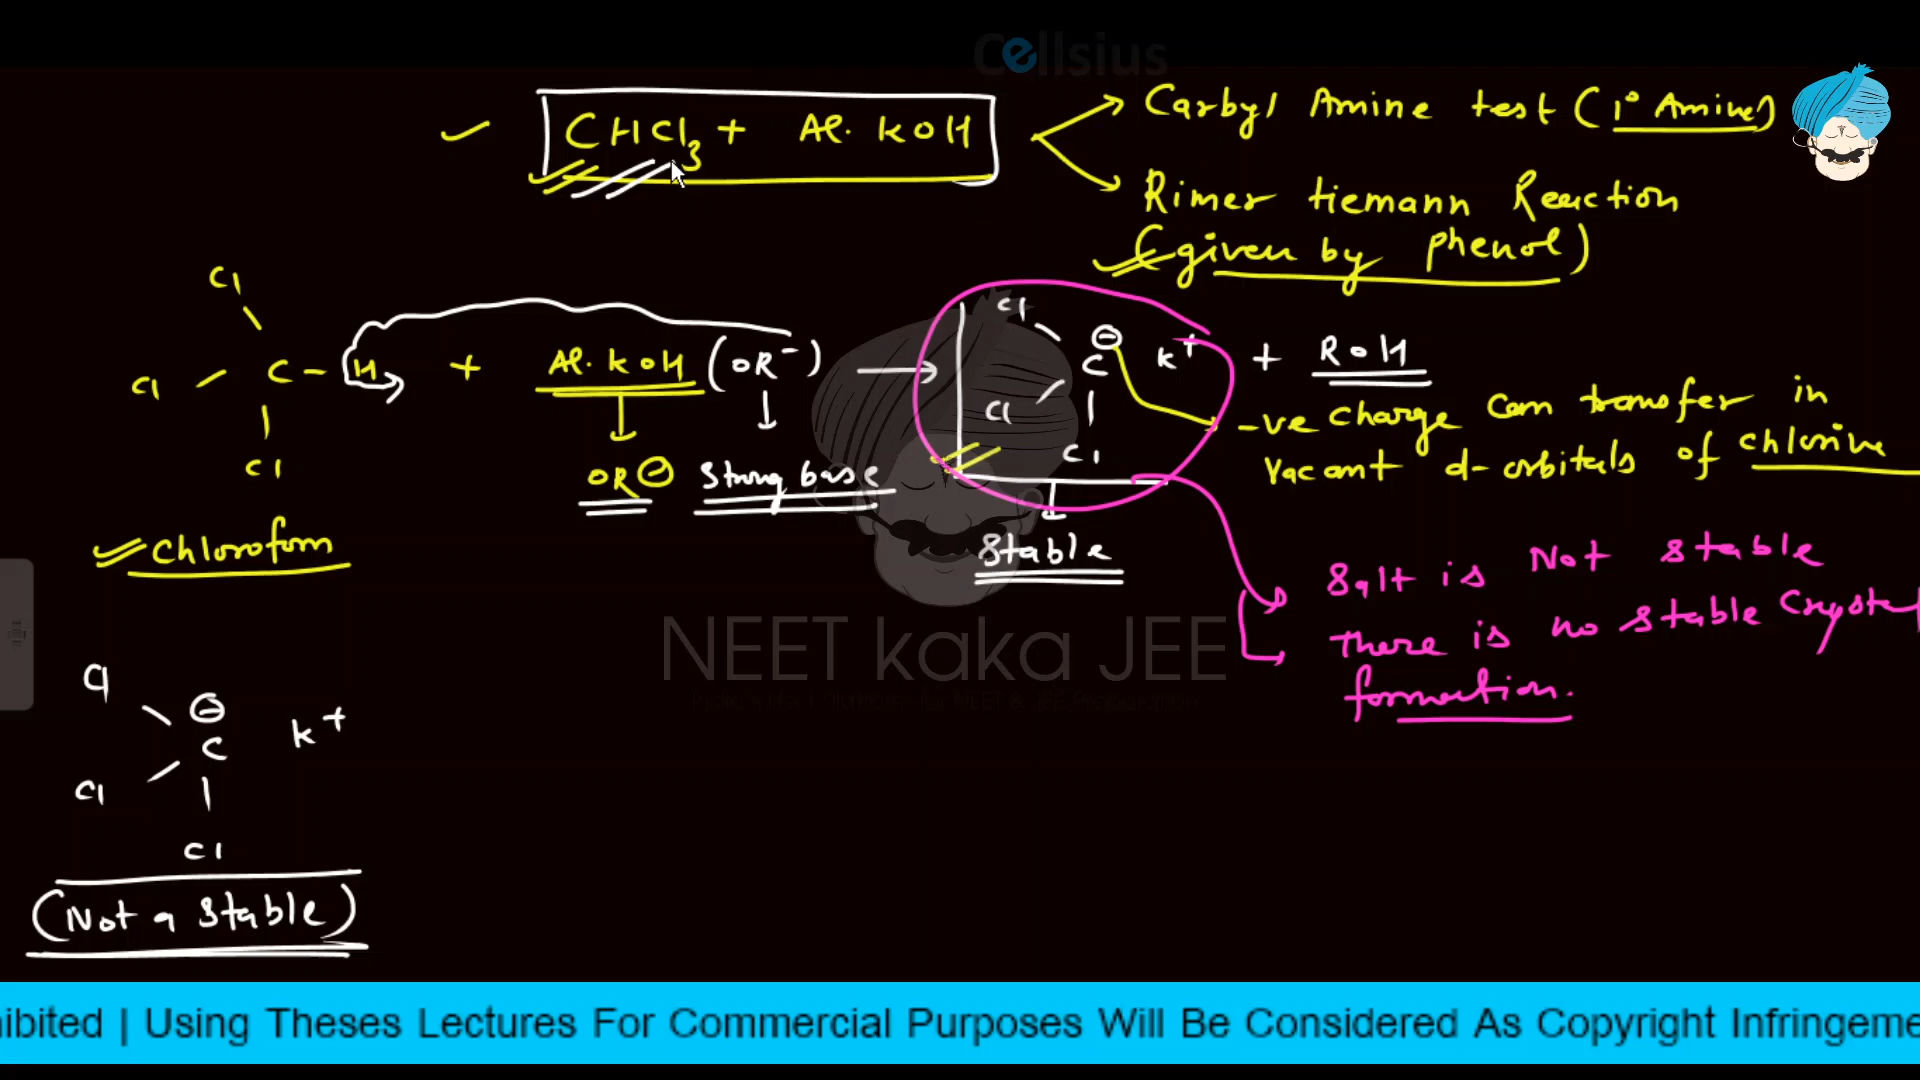 Cellsius
CHCl3 + Al. KOH
Carbyl Amine test (1° Amine)
Rimer tiemann Reaction
(given by phenol)
Cl
Cl C - H + Al. KOH (OR⁻) → Cl C⊖ K⁺ + ROH
Cl
Cl
Cl
Cl
OR⊖ Strong base
-ve charge can transfer in
vacant d-orbitals of chlorine
Chloroform
Stable
Salt is Not stable
There is no stable Crystal
formation.
NEET kaka JEE
Cl
⊖
C K⁺
Cl
Cl
(Not a Stable)
ibited | Using Theses Lectures For Commercial Purposes Will Be Considered As Copyright Infringeme